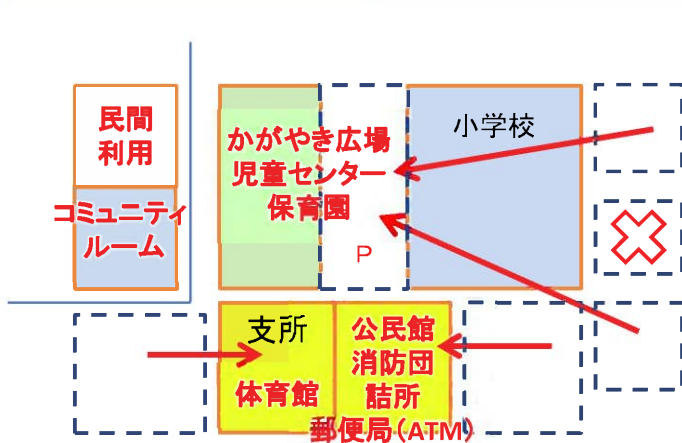 民間
利用
コミュニティ
ルーム
かがやき広場
児童センター
保育園
P
小学校
支所
体育館
公民館
消防団
詰所
郵便局(ATM)